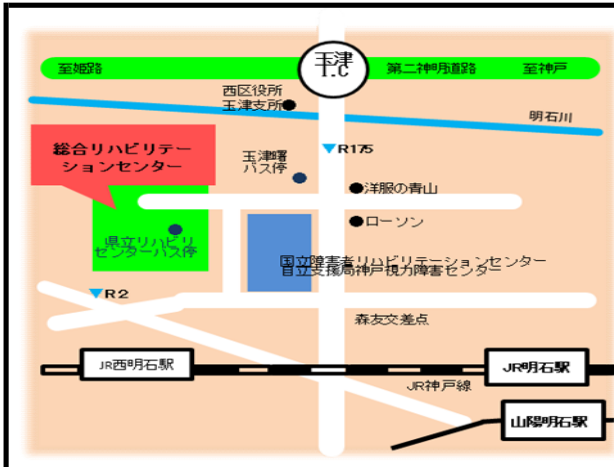 玉津
I.C
至姫路
第二神明道路
至神戸
西区役所
玉津支所
明石川
総合リハビリテー
ションセンター
玉津曙
バス停
R175
洋服の青山
ローソン
県立リハビリ
センターバス停
国立障害者リハビリテーションセンター
自立支援局神戸視力障害センター
R2
森友交差点
JR西明石駅
JR明石駅
JR神戸線
山陽明石駅